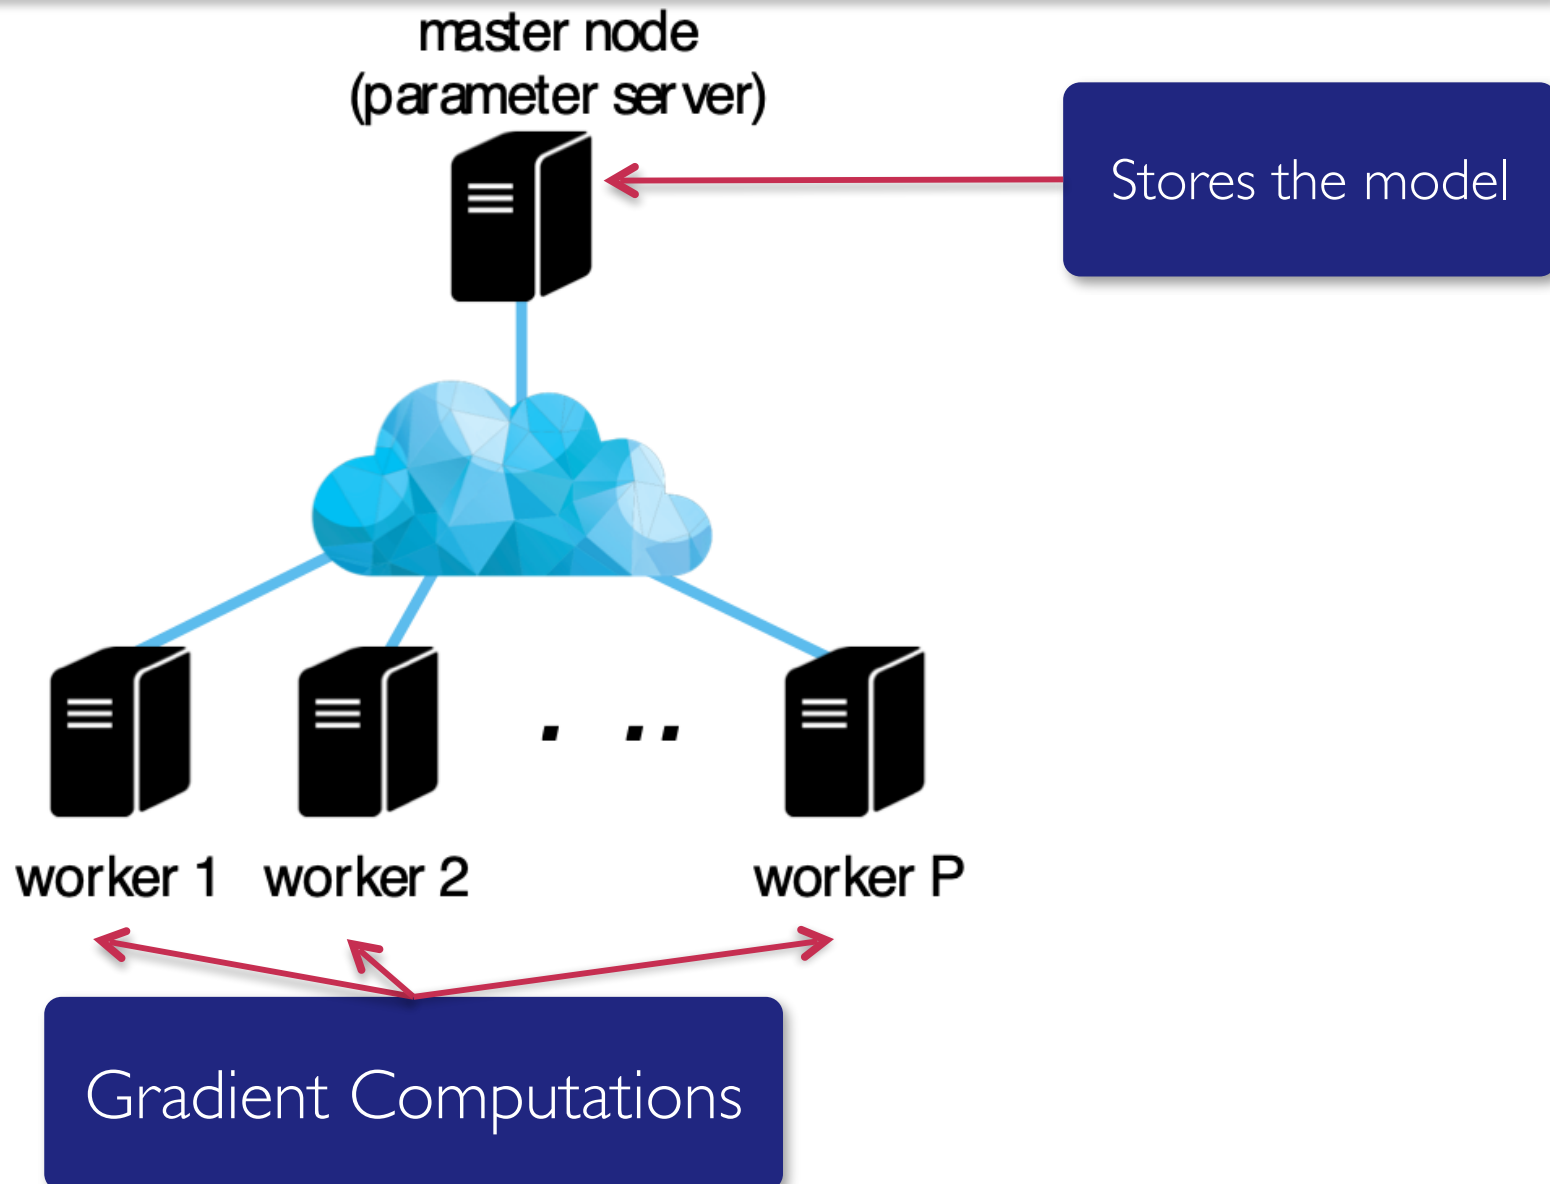 master node
(parameter server)
Stores the model
. ..
worker 1
worker 2
worker P
Gradient Computations